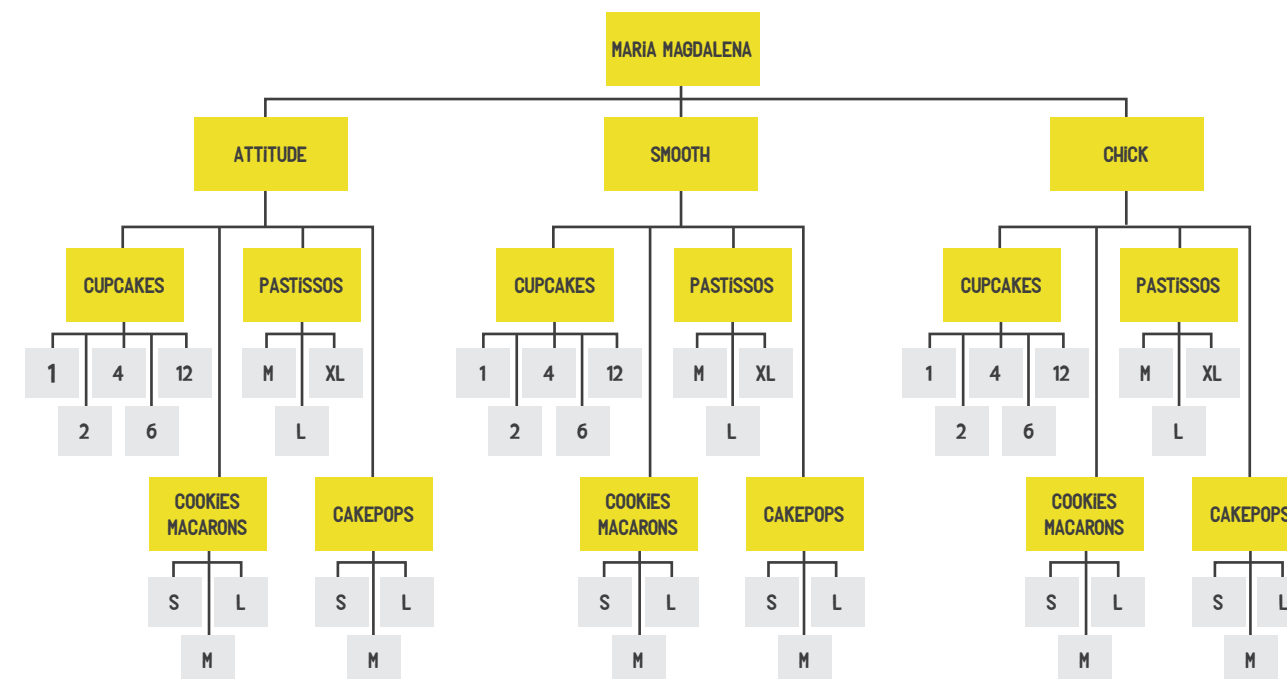 MARiA MAGDALENA
ATTiTUDE
SMOOTH
CHiCK
CUPCAKES
PASTiSSOS
CUPCAKES
PASTiSSOS
CUPCAKES
PASTiSSOS
1 4 12
M XL
1 4 12
M XL
1 4 12
M XL
2 6
L
2 6
L
2 6
L
COOKiES
MACARONS
CAKEPOPS
COOKiES
MACARONS
CAKEPOPS
COOKiES
MACARONS
CAKEPOPS
S L
S L
S L
S L
S L
S L
M
M
M
M
M
M